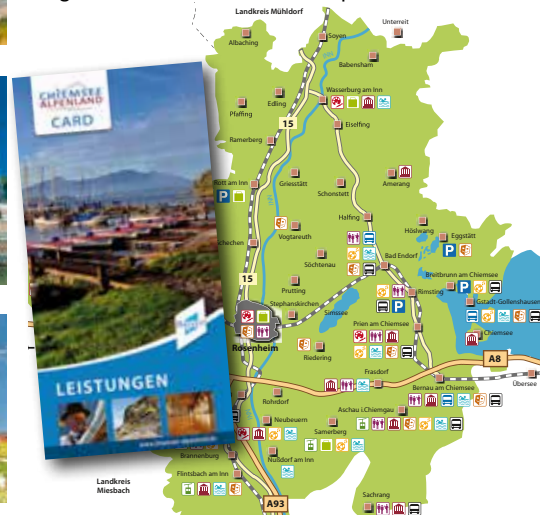 Landkreis Mühldorf
Unterreit
Albaching
Soyen
Babensham
CHIEMSEE
ALPENLAND
CARD
Edling
Wasserburg am Inn
Pfaffing
15
Eiselfing
Ramerberg
Rott am Inn
Griesstätt
Schonstett
Amerang
P
Halfing
Höslwang
Eggstätt
Vogtareuth
P
Schechen
Söchtenau
Bad Endorf
15
Prutting
Breitbrunn am Chiemsee
Rimsting
P
P
Stephanskirchen
Simssee
Gstadt-Gollenshausen
Prien am Chiemsee
Chiemsee
Rosenheim
Riedering
A8
Frasdorf
Bernau am Chiemsee
Übersee
LEISTUNGEN
Rohrdorf
Aschau i.Chiemgau
Neubeuern
Samerberg
Brannenburg
Nußdorf am Inn
Landkreis
Miesbach
Flintsbach am Inn
Sachrang
A93